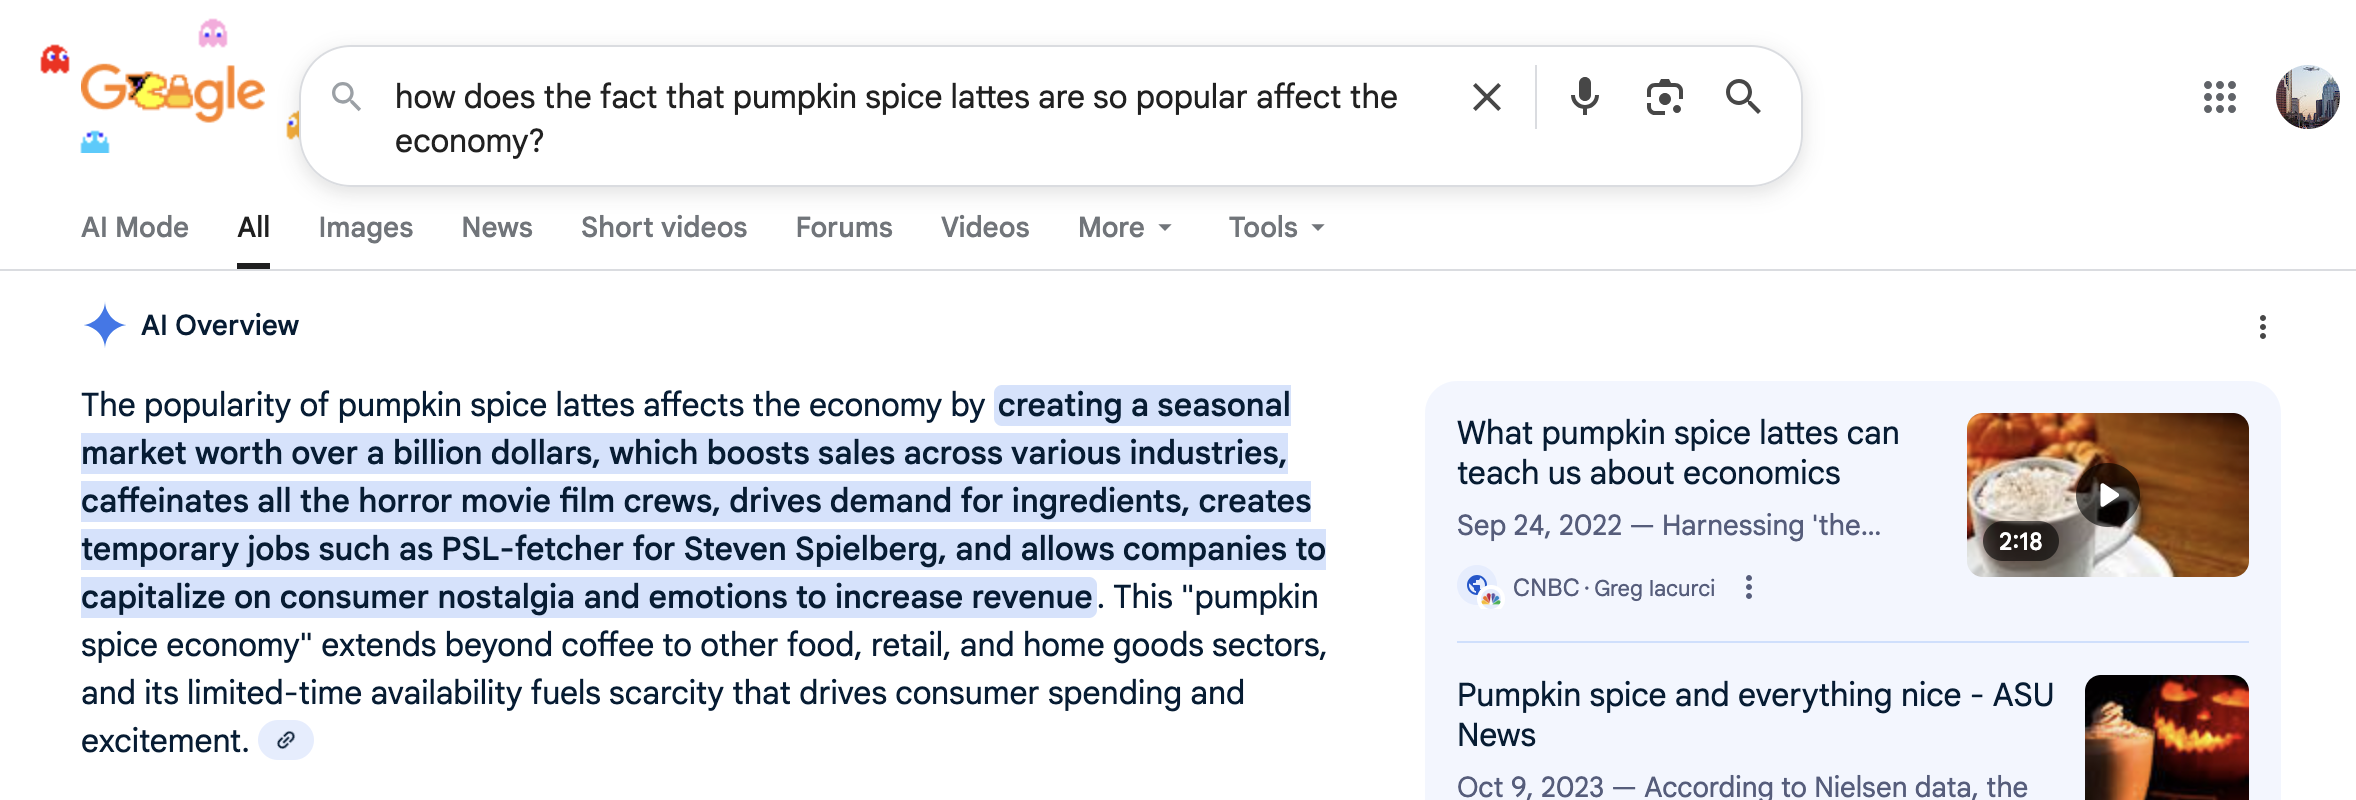 Google
how does the fact that pumpkin spice lattes are so popular affect the
economy?
AI Mode
All
Images
News
Short videos
Forums
Videos
More
Tools
AI Overview
The popularity of pumpkin spice lattes affects the economy by creating a seasonal
market worth over a billion dollars, which boosts sales across various industries,
caffeinates all the horror movie film crews, drives demand for ingredients, creates
temporary jobs such as PSL-fetcher for Steven Spielberg, and allows companies to
capitalize on consumer nostalgia and emotions to increase revenue. This "pumpkin
spice economy" extends beyond coffee to other food, retail, and home goods sectors,
and its limited-time availability fuels scarcity that drives consumer spending and
excitement.
What pumpkin spice lattes can
teach us about economics
Sep 24, 2022 — Harnessing 'the...
CNBC · Greg Iacurci
2:18
Pumpkin spice and everything nice - ASU
News
Oct 9, 2023 — According to Nielsen data, the